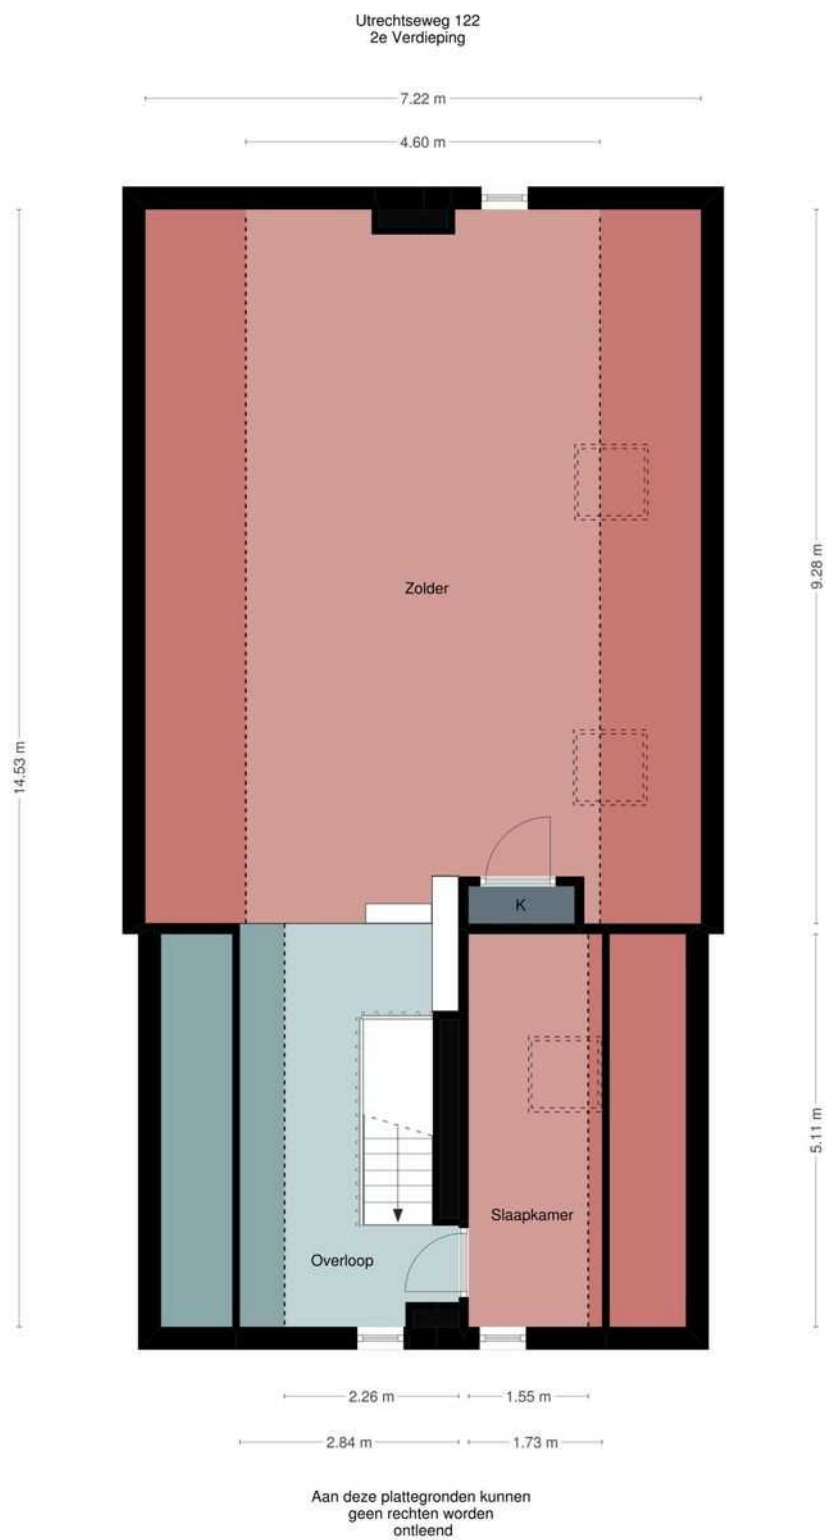 Utrechtseweg 122
2e Verdieping
7.22 m
4.60 m
9.28 m
Zolder
14.53 m
K
5.11 m
Slaapkamer
Overloop
2.26 m
1.55 m
2.84 m
1.73 m
Aan deze plattegronden kunnen
geen rechten worden
ontleend